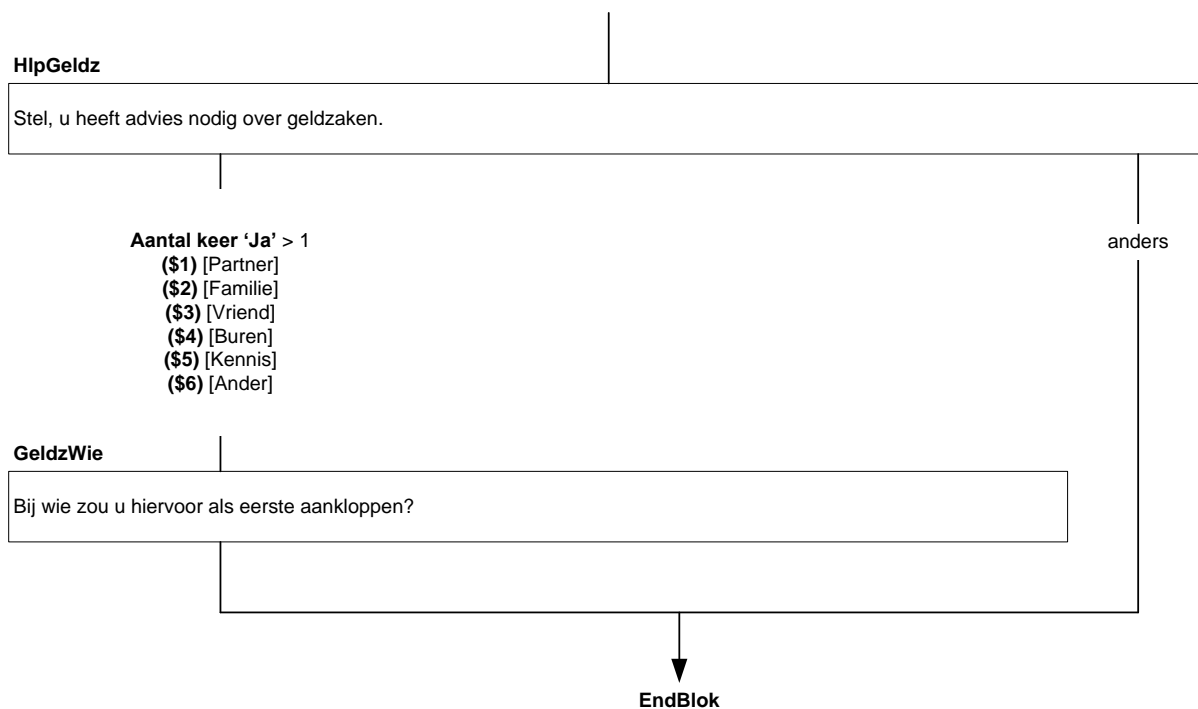 HlpGeldz
Stel, u heeft advies nodig over geldzaken.
Aantal keer ‘Ja’ > 1
($1) [Partner]
($2) [Familie]
($3) [Vriend]
($4) [Buren]
($5) [Kennis]
($6) [Ander]
anders
GeldzWie
Bij wie zou u hiervoor als eerste aankloppen?
EndBlok